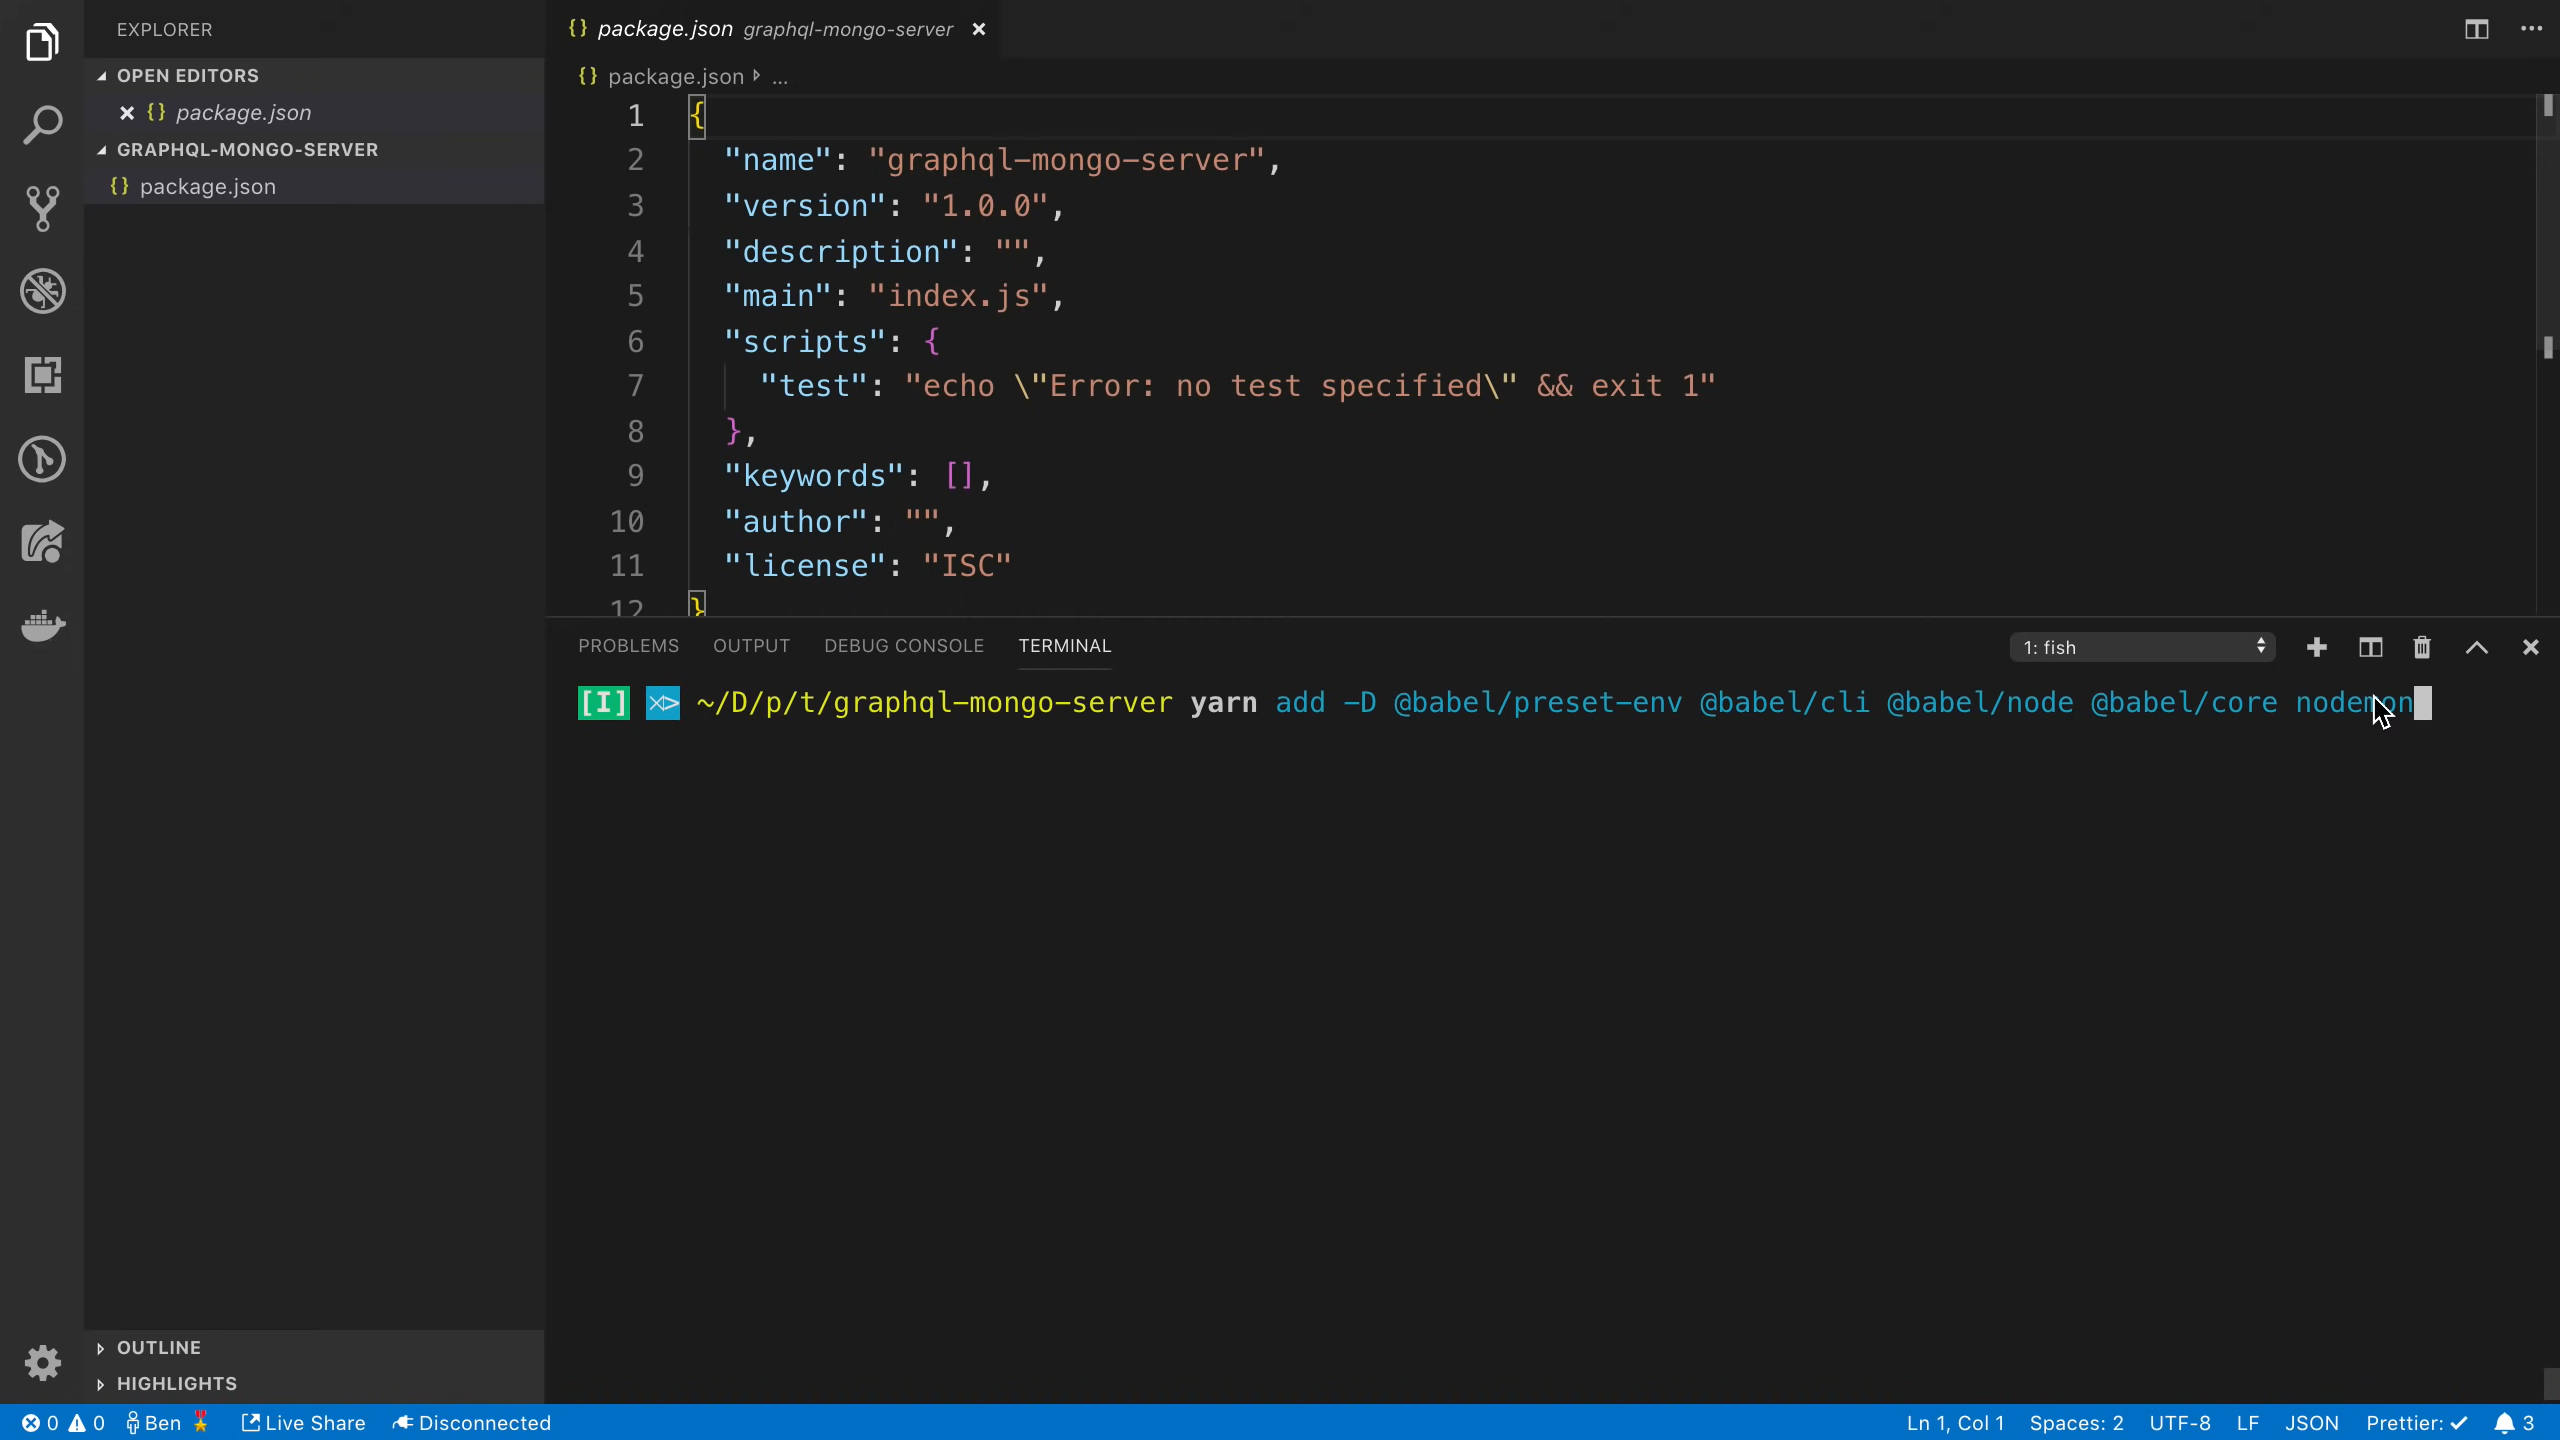 EXPLORER
OPEN EDITORS
package.json
GRAPHQL-MONGO-SERVER
package.json
OUTLINE
HIGHLIGHTS
{} package.json graphql-mongo-server
{} package.json ...
1 {
2 "name": "graphql-mongo-server",
3 "version": "1.0.0",
4 "description": "",
5 "main": "index.js",
6 "scripts": {
7 "test": "echo \"Error: no test specified\" && exit 1"
8 },
9 "keywords": [],
10 "author": "",
11 "license": "ISC"
12 }
PROBLEMS OUTPUT DEBUG CONSOLE TERMINAL 1: fish
[I] ~/D/p/t/graphql-mongo-server yarn add -D @babel/preset-env @babel/cli @babel/node @babel/core nodemon
0 0 Ben Live Share Disconnected Ln 1, Col 1 Spaces: 2 UTF-8 LF JSON Prettier: ✓ 3